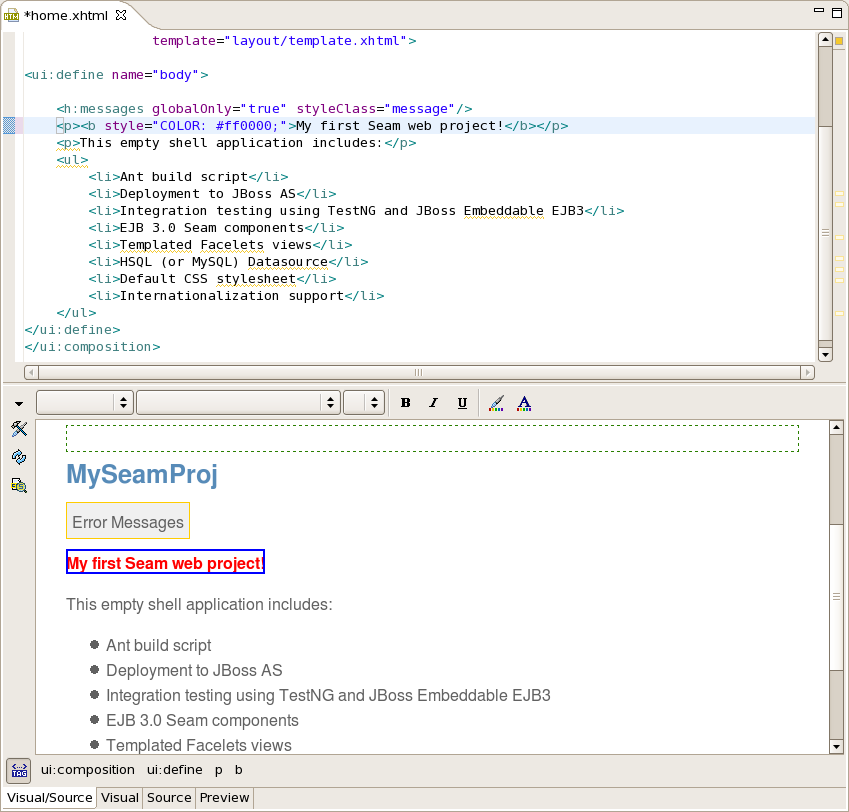 *home.xhtml
template="layout/template.xhtml">
<ui:define name="body">
<h:messages globalOnly="true" styleClass="message"/>
<p><b style="COLOR: #ff0000;">My first Seam web project!</b></p>
<p>This empty shell application includes:</p>
<ul>
<li>Ant build script</li>
<li>Deployment to JBoss AS</li>
<li>Integration testing using TestNG and JBoss Embeddable EJB3</li>
<li>EJB 3.0 Seam components</li>
<li>Templated Facelets views</li>
<li>HSQL (or MySQL) Datasource</li>
<li>Default CSS stylesheet</li>
<li>Internationalization support</li>
</ul>
</ui:define>
</ui:composition>
B I U A
MySeamProj
Error Messages
My first Seam web project!
This empty shell application includes:
Ant build script
Deployment to JBoss AS
Integration testing using TestNG and JBoss Embeddable EJB3
EJB 3.0 Seam components
Templated Facelets views
TAG ui:composition ui:define p b
Visual/Source Visual Source Preview